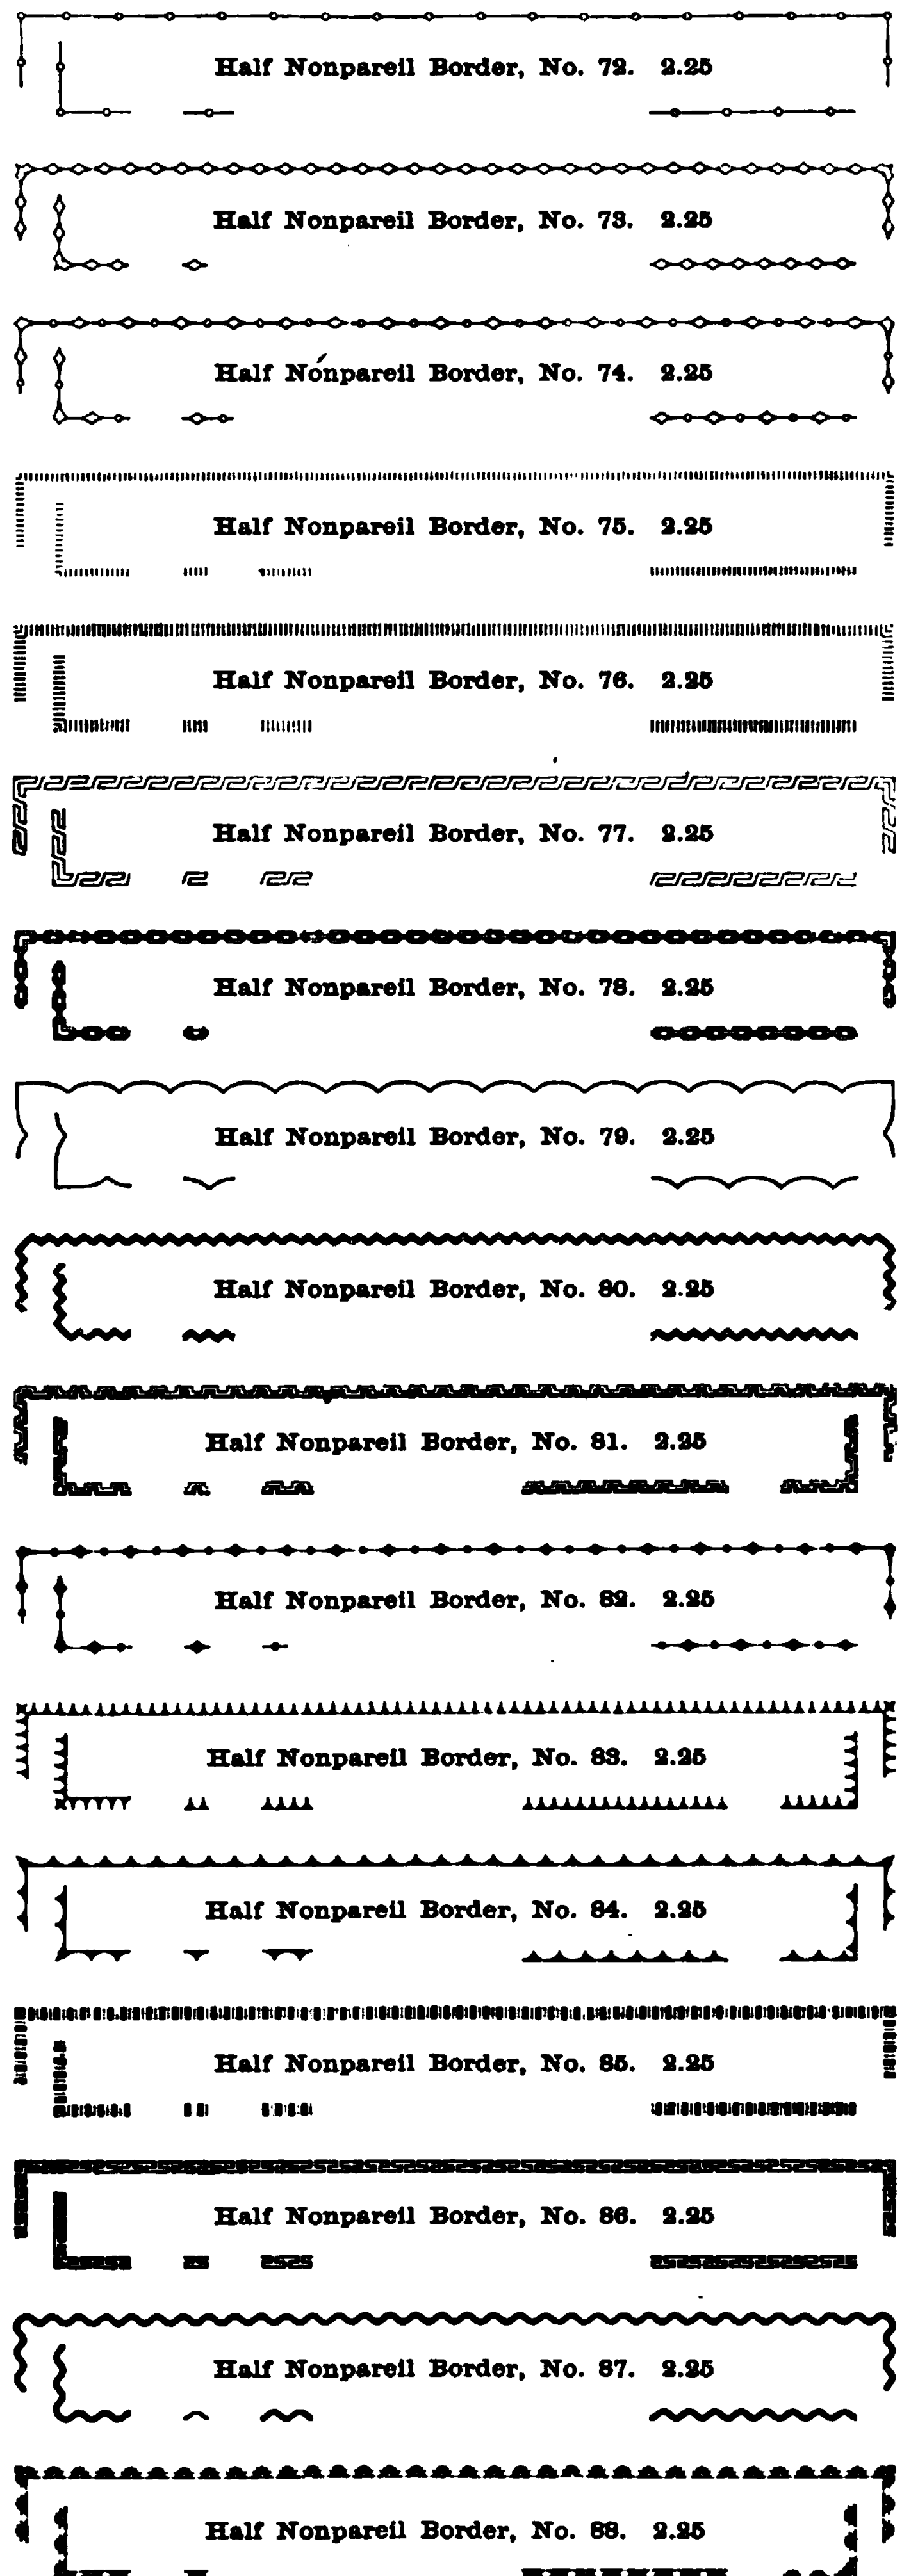 Half Nonpareil Border, No. 72. 2.25
Half Nonpareil Border, No. 73. 2.25
Half Nonpareil Border, No. 74. 2.25
Half Nonpareil Border, No. 75. 2.25
Half Nonpareil Border, No. 76. 2.25
Half Nonpareil Border, No. 77. 2.25
Half Nonpareil Border, No. 78. 2.25
Half Nonpareil Border, No. 79. 2.25
Half Nonpareil Border, No. 80. 2.25
Half Nonpareil Border, No. 81. 2.25
Half Nonpareil Border, No. 82. 2.25
Half Nonpareil Border, No. 83. 2.25
Half Nonpareil Border, No. 84. 2.25
Half Nonpareil Border, No. 85. 2.25
Half Nonpareil Border, No. 86. 2.25
Half Nonpareil Border, No. 87. 2.25
Half Nonpareil Border, No. 88. 2.25